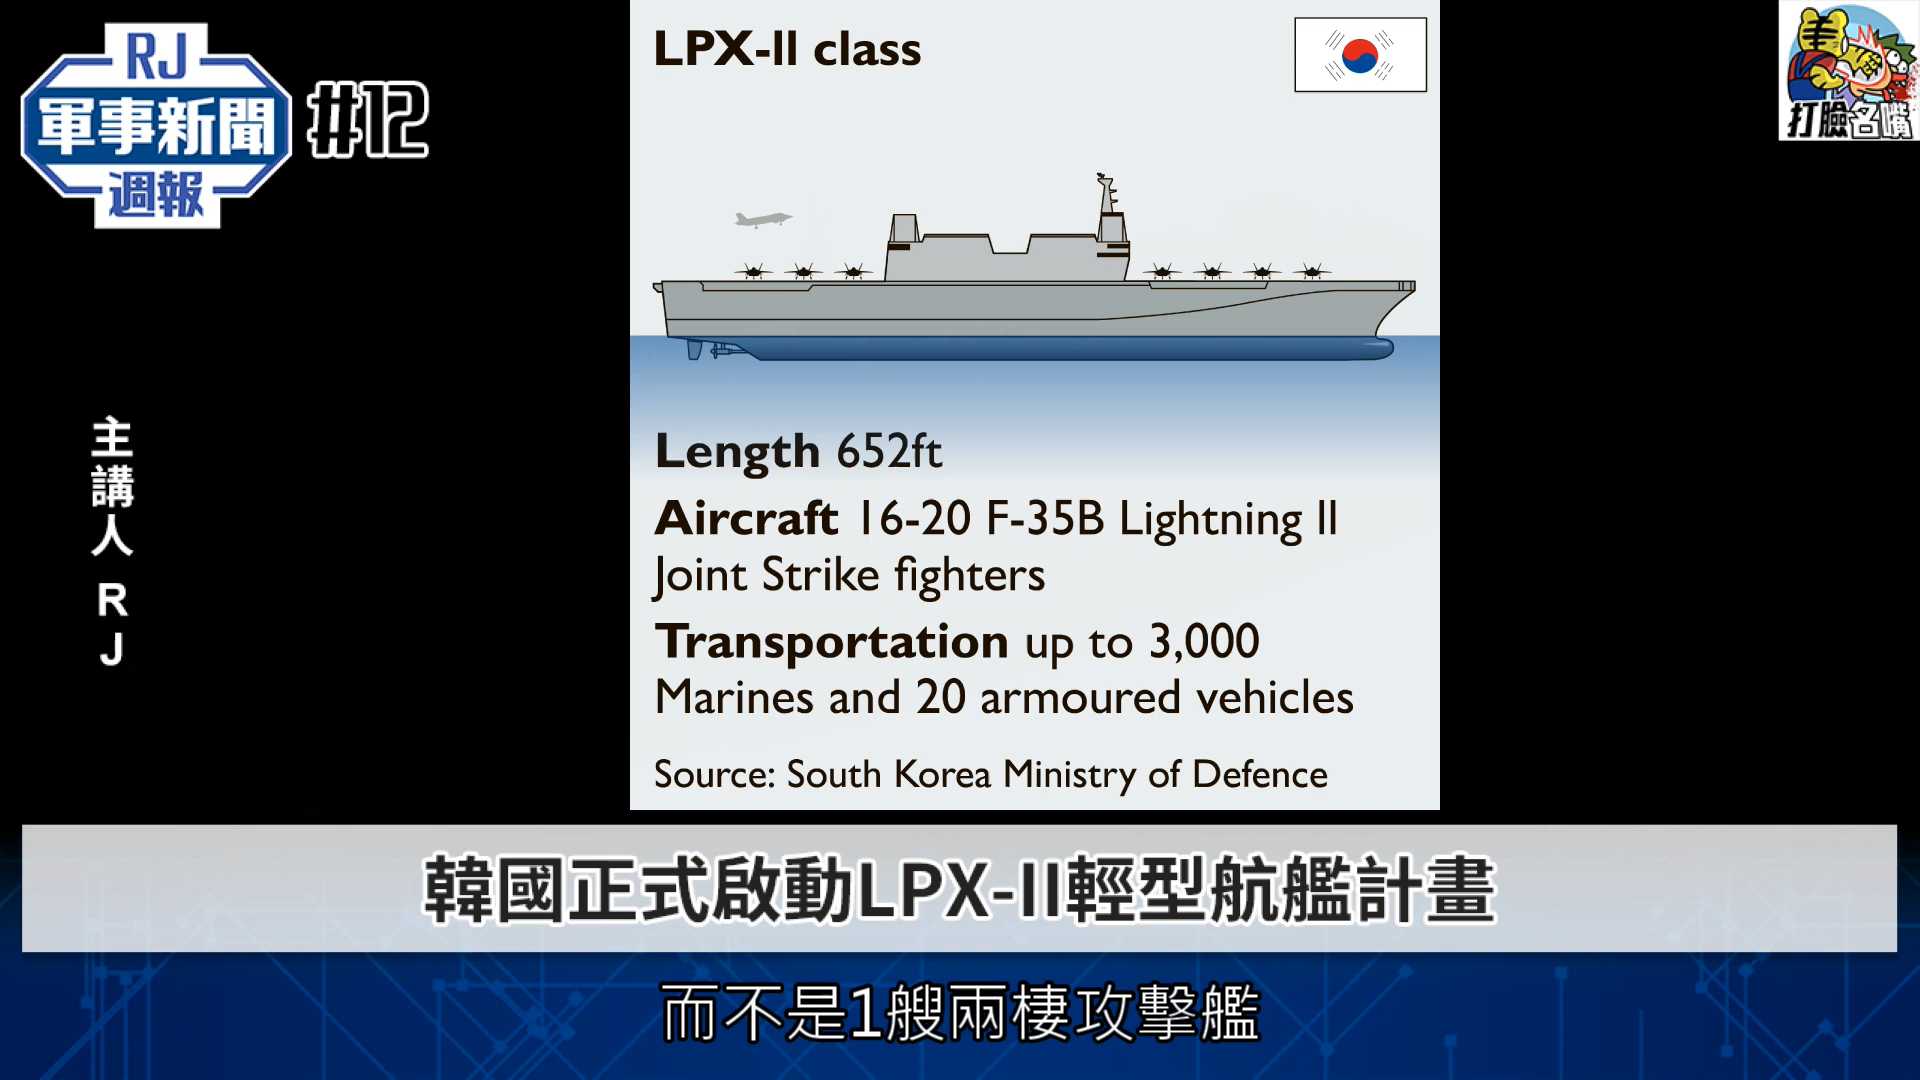 RJ
軍事新聞
週報
#12
主講人RJ
LPX-II class
打臉名嘴
Length 652ft
Aircraft 16-20 F-35B Lightning II
Joint Strike fighters
Transportation up to 3,000
Marines and 20 armoured vehicles
Source: South Korea Ministry of Defence
韓國正式啟動LPX-II輕型航艦計畫
而不是1艘兩棲攻擊艦